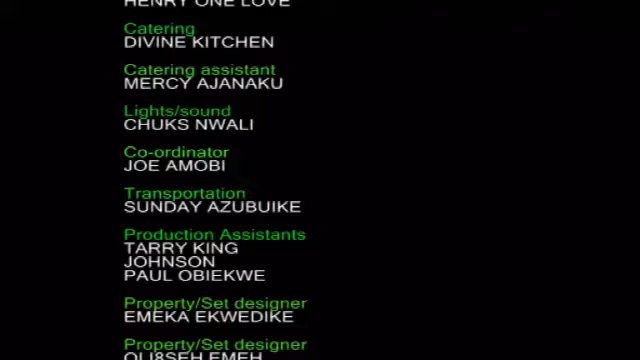 HENRY ONE LOVE
Catering
DIVINE KITCHEN
Catering assistant
MERCY AJANAKU
Lights/sound
CHUKS NWALI
Co-ordinator
JOE AMOBI
Transportation
SUNDAY AZUBUIKE
Production Assistants
TARRY KING
JOHNSON
PAUL OBIEKWE
Property/Set designer
EMEKA EKWEDIKE
Property/Set designer
EMEH